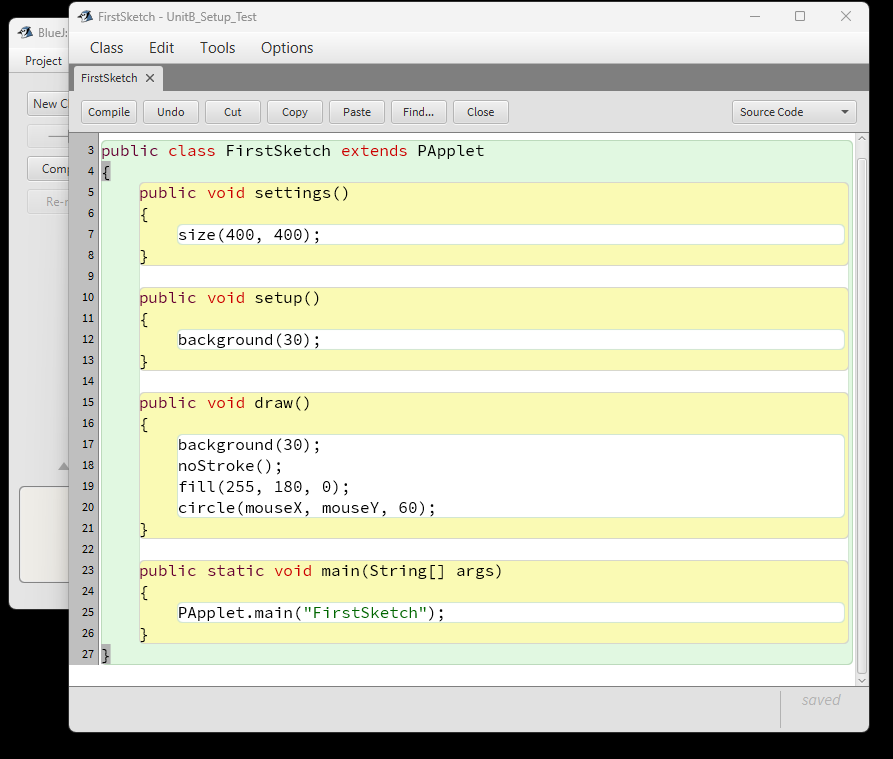 FirstSketch - UnitB_Setup_Test
BlueJ:
Class Edit Tools Options
Project
FirstSketch
New C
Compile Undo Cut Copy Paste Find... Close Source Code
Comp
Re-r
3 public class FirstSketch extends PApplet
4 {
5 public void settings()
6 {
7 size(400, 400);
8 }
9
10 public void setup()
11 {
12 background(30);
13 }
14
15 public void draw()
16 {
17 background(30);
18 noStroke();
19 fill(255, 180, 0);
20 circle(mouseX, mouseY, 60);
21 }
22
23 public static void main(String[] args)
24 {
25 PApplet.main("FirstSketch");
26 }
27 }
saved